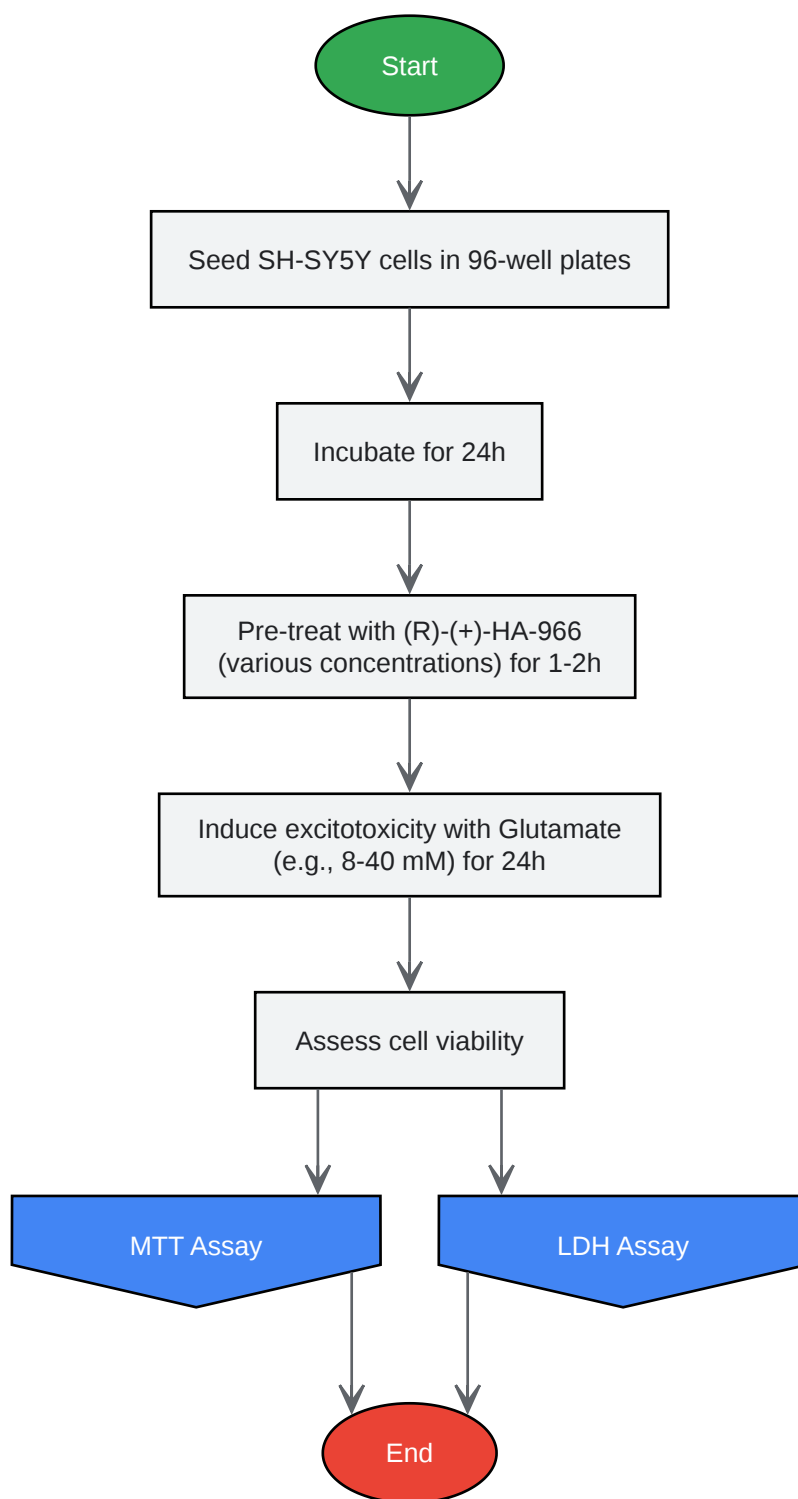 Start
Seed SH-SY5Y cells in 96-well plates
Incubate for 24h
Pre-treat with (R)-(+)-HA-966
(various concentrations) for 1-2h
Induce excitotoxicity with Glutamate
(e.g., 8-40 mM) for 24h
Assess cell viability
MTT Assay
LDH Assay
End